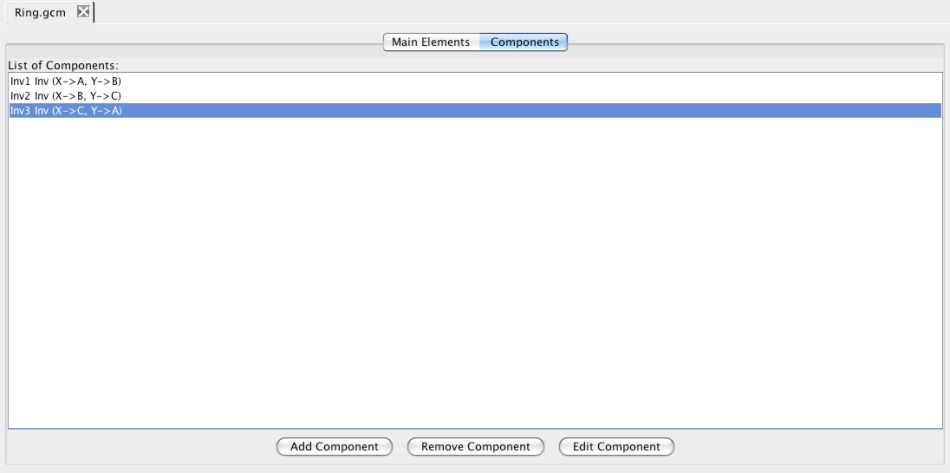 Ring.gcm
Main Elements Components
List of Components:
Inv1 Inv (X->A, Y->B)
Inv2 Inv (X->B, Y->C)
Inv3 Inv (X->C, Y->A)
Add Component Remove Component Edit Component